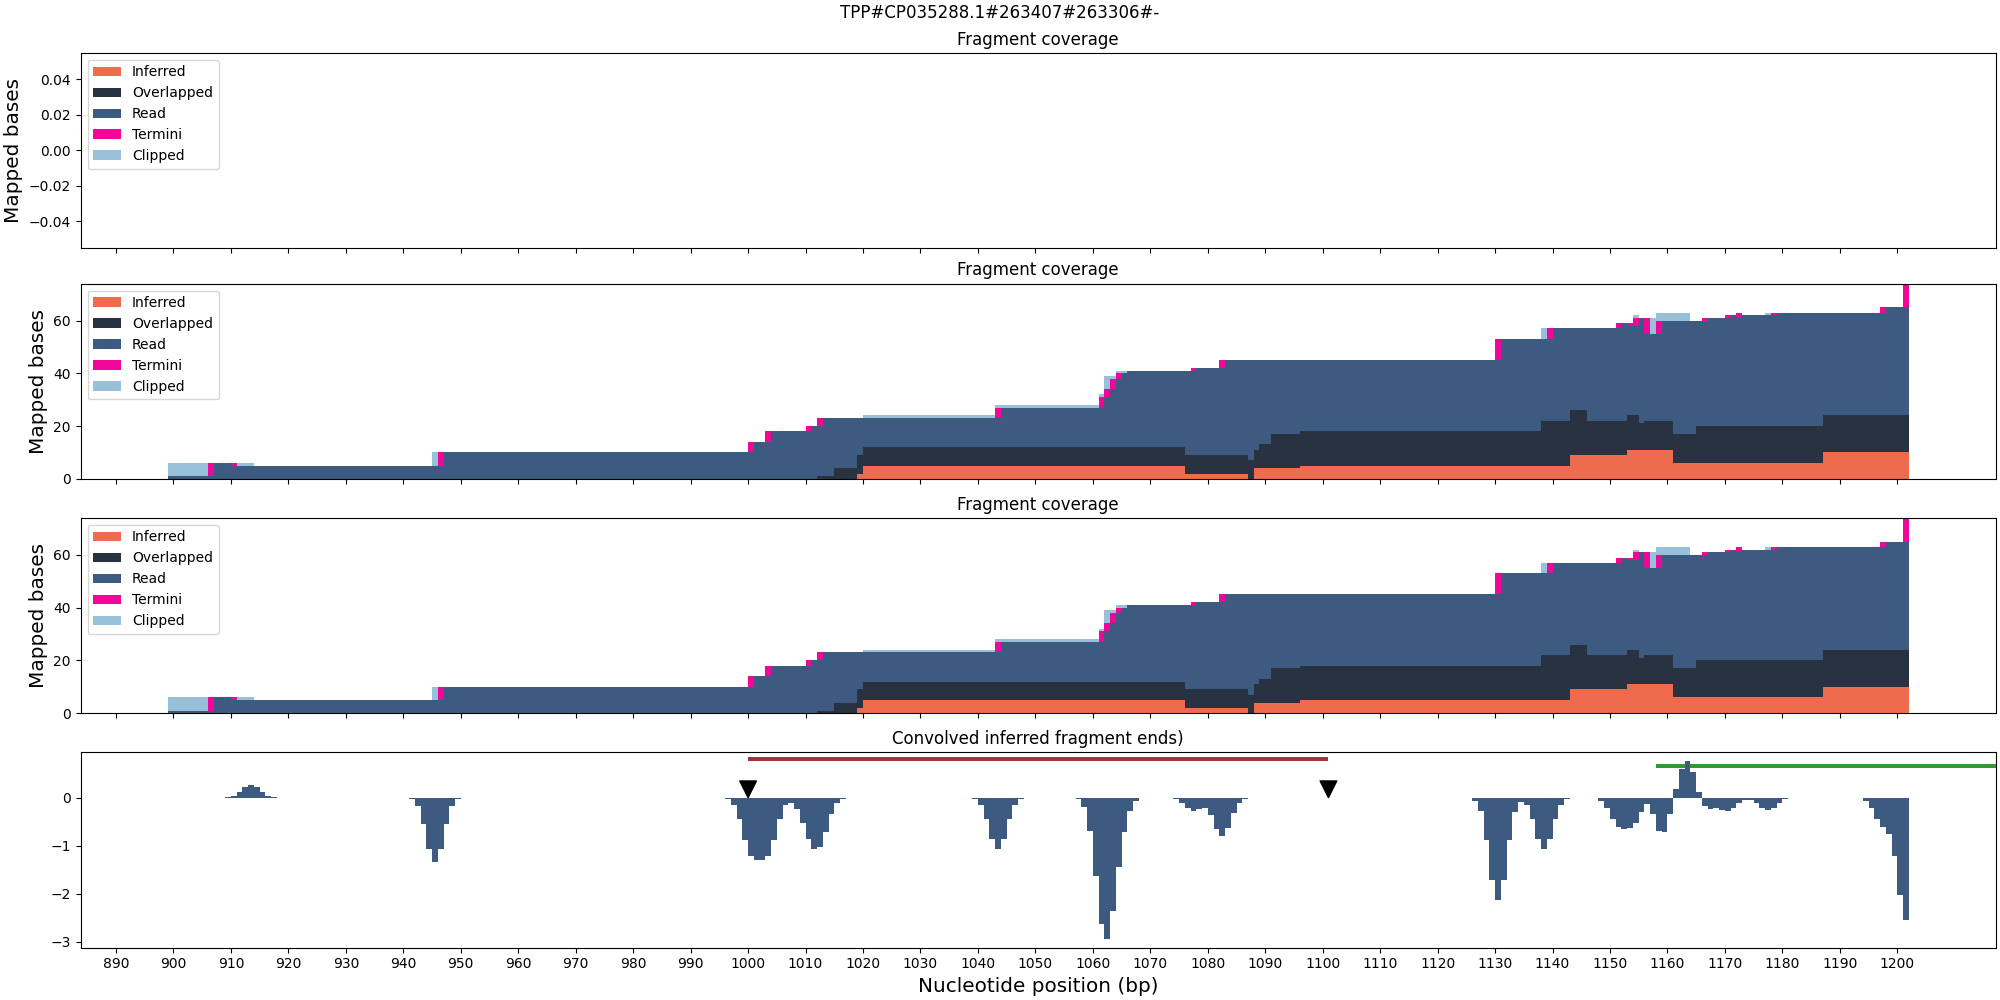 TPP#CP035288.1#263407#263306#-
Fragment coverage
Mapped bases
0.04
0.02
0.00
−0.02
−0.04
Inferred
Overlapped
Read
Termini
Clipped
Fragment coverage
Mapped bases
60
40
20
0
Inferred
Overlapped
Read
Termini
Clipped
Fragment coverage
Mapped bases
60
40
20
0
Inferred
Overlapped
Read
Termini
Clipped
Convolved inferred fragment ends)
0
−1
−2
−3
890 900 910 920 930 940 950 960 970 980 990 1000 1010 1020 1030 1040 1050 1060 1070 1080 1090 1100 1110 1120 1130 1140 1150 1160 1170 1180 1190 1200
Nucleotide position (bp)